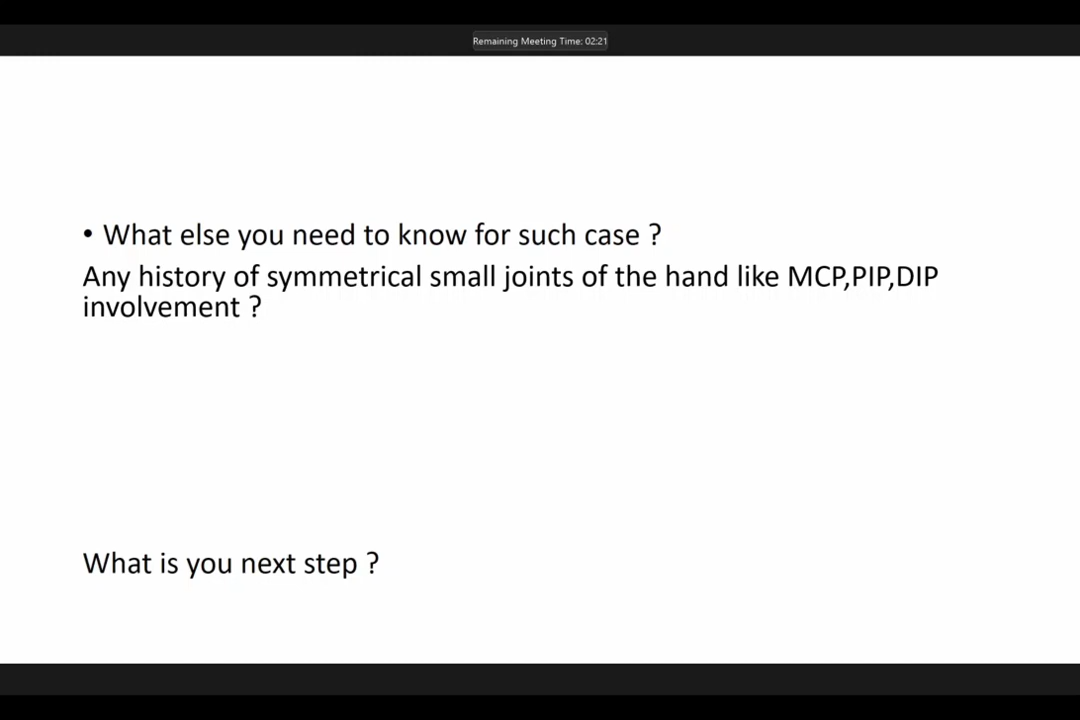 Remaining Meeting Time: 02:21
• What else you need to know for such case ?
Any history of symmetrical small joints of the hand like MCP,PIP,DIP
involvement ?
What is you next step ?